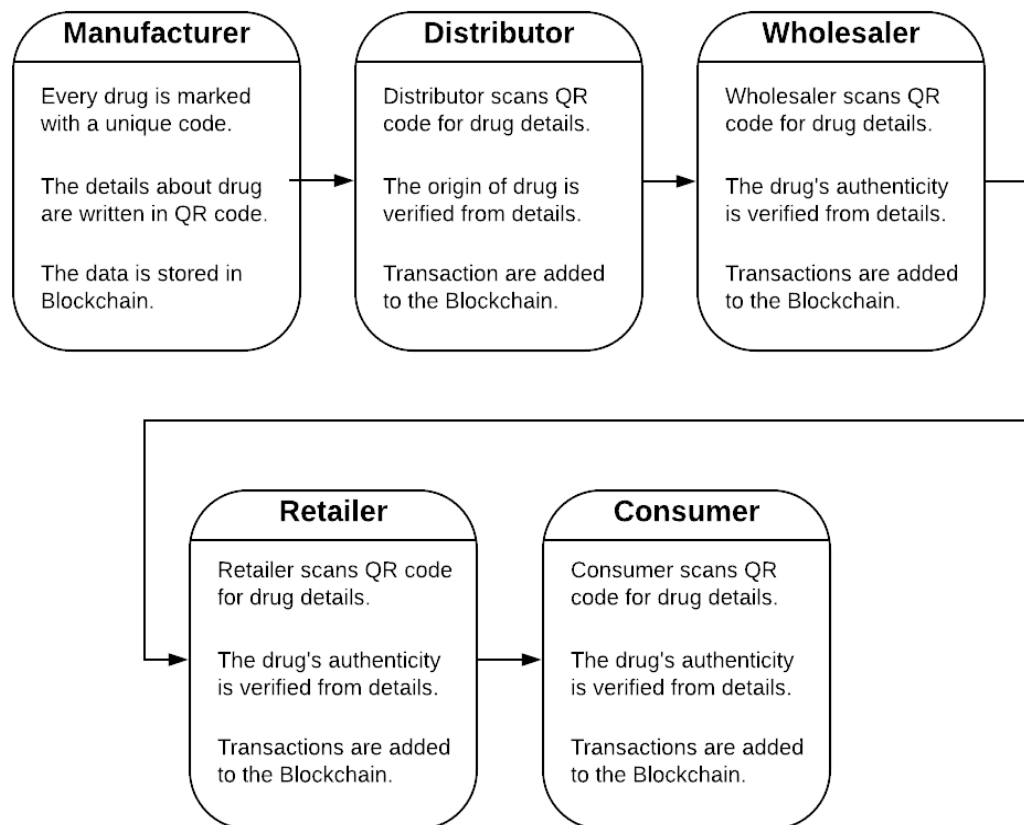 Manufacturer
Every drug is marked
with a unique code.
The details about drug
are written in QR code.
The data is stored in
Blockchain.
Distributor
Distributor scans QR
code for drug details.
The origin of drug is
verified from details.
Transaction are added
to the Blockchain.
Wholesaler
Wholesaler scans QR
code for drug details.
The drug's authenticity
is verified from details.
Transactions are added
to the Blockchain.
Retailer
Retailer scans QR code
for drug details.
The drug's authenticity
is verified from details.
Transactions are added
to the Blockchain.
Consumer
Consumer scans QR
code for drug details.
The drug's authenticity
is verified from details.
Transactions are added
to the Blockchain.